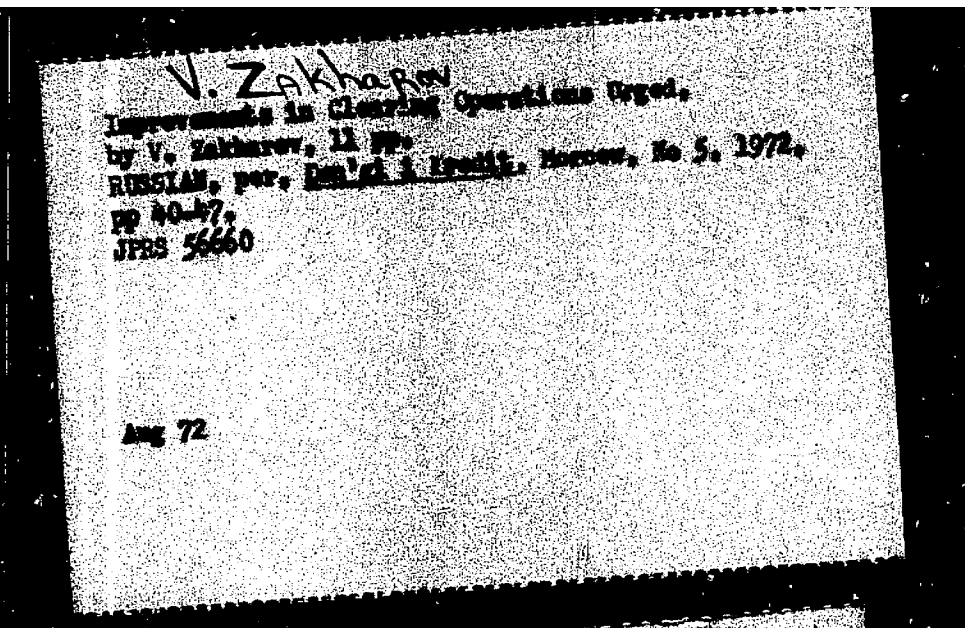 V. ZAkhaRov
Improvements in Clearing Operations Urged,
by V. Zakharov, 11 pp.
RUSSIAN, per, Den'gi i Kredit, Moscow, No 5, 1972,
pp 40-47.
JPRS 56660
Aug 72